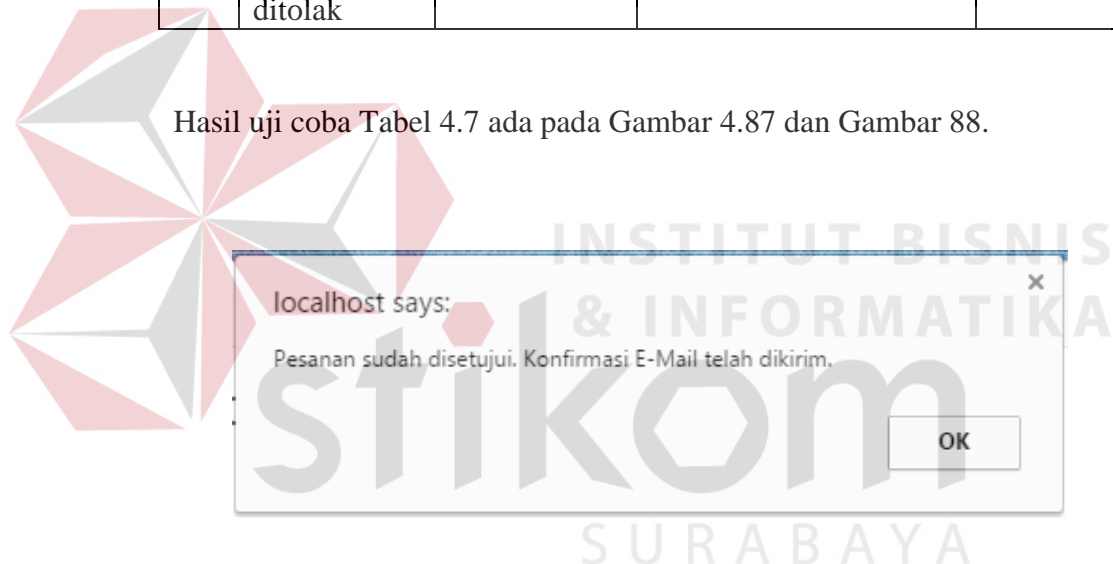 ditolak
Hasil uji coba Tabel 4.7 ada pada Gambar 4.87 dan Gambar 88.
INSTITUT BISNIS
& INFORMATIKA
stikom
SURABAYA
localhost says:
×
Pesanan sudah disetujui. Konfirmasi E-Mail telah dikirim.
OK